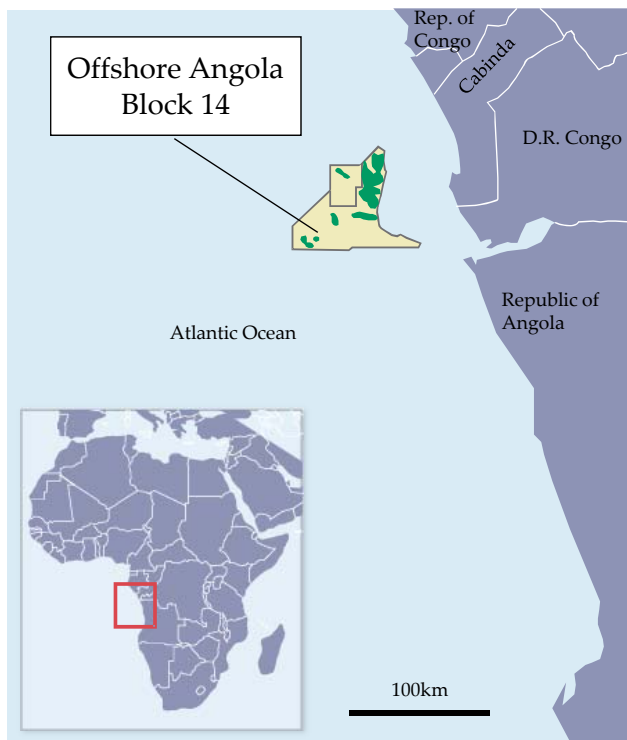 Rep. of
Congo
Cabinda
Offshore Angola
Block 14
D.R. Congo
Republic of
Angola
Atlantic Ocean
100km